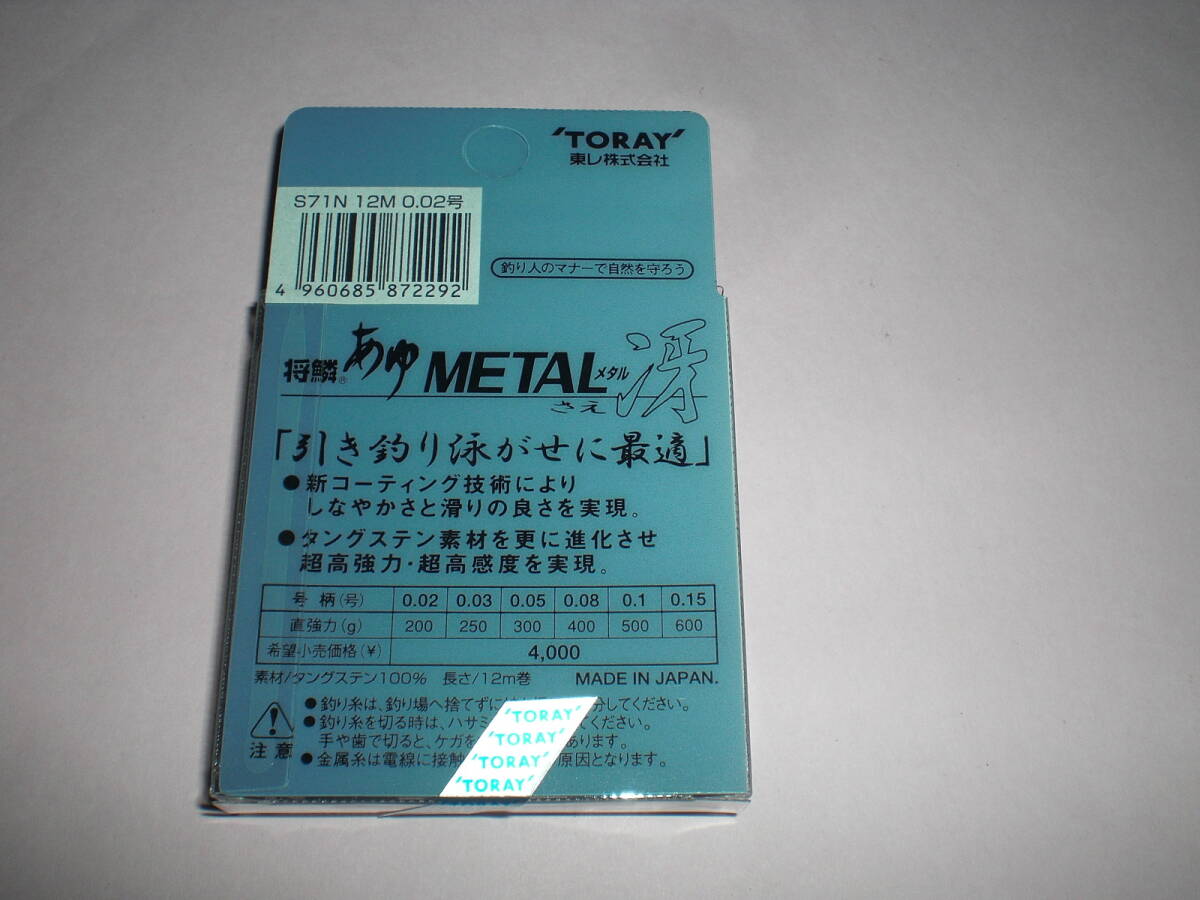 'TORAY'
東レ株式会社
S71N 12M 0.02号
4 960685 872292
釣り人のマナーで自然を守ろう
将鱗® あゆ METAL メタル 冴
さえ
「引き釣り泳がせに最適」
●新コーティング技術により
しなやかさと滑りの良さを実現。
●タングステン素材を更に進化させ
超高強力・超高感度を実現。
号 柄(号) 0.02 0.03 0.05 0.08 0.1 0.15
直強力(g) 200 250 300 400 500 600
希望小売価格(¥) 4,000
素材/タングステン100% 長さ/12m巻 MADE IN JAPAN.
●釣り糸は、釣り場へ捨てずに 分してください。
●釣り糸を切る時は、ハサミ てください。
手や歯で切ると、ケガを あります。
●金属糸は電線に接触 原因となります。
注意
'TORAY'
'TORAY'
'TORAY'
'TORAY'